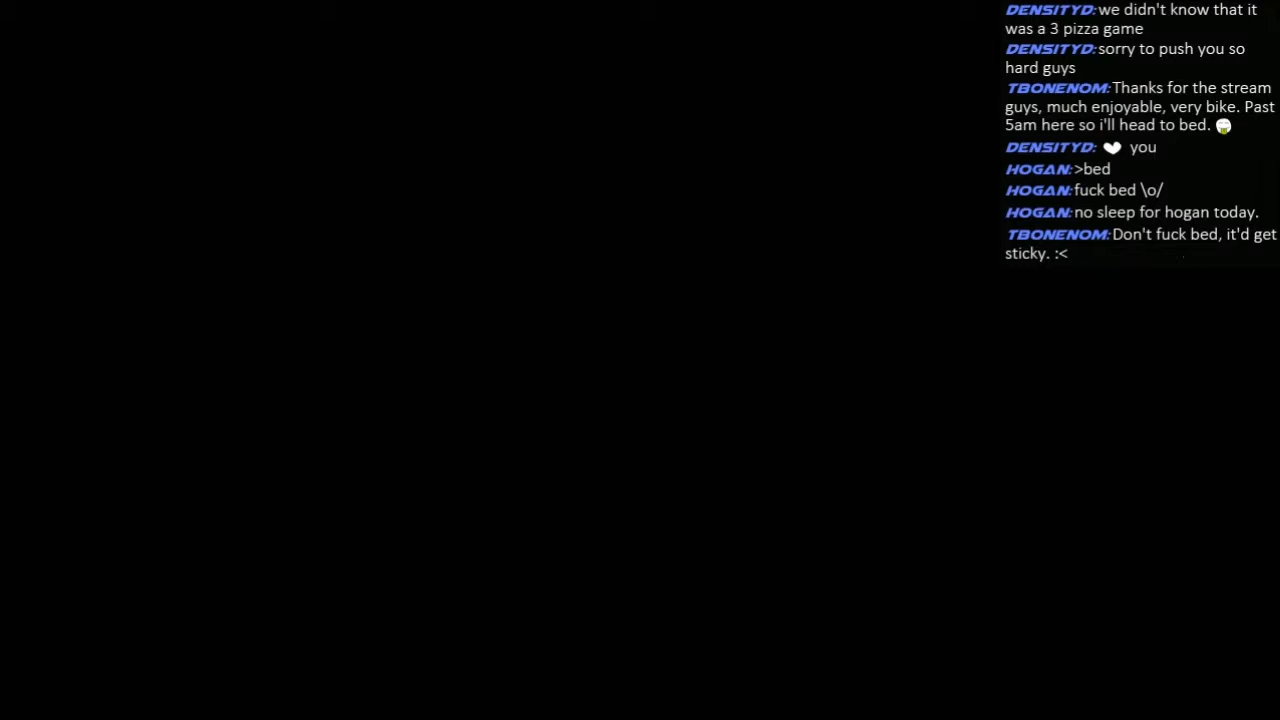 DENSITYD: we didn't know that it
was a 3 pizza game
DENSITYD: sorry to push you so
hard guys
TBONENOM: Thanks for the stream
guys, much enjoyable, very bike. Past
5am here so i'll head to bed.
DENSITYD: you
HOGAN: >bed
HOGAN: fuck bed \o/
HOGAN: no sleep for hogan today.
TBONENOM: Don't fuck bed, it'd get
sticky. :<